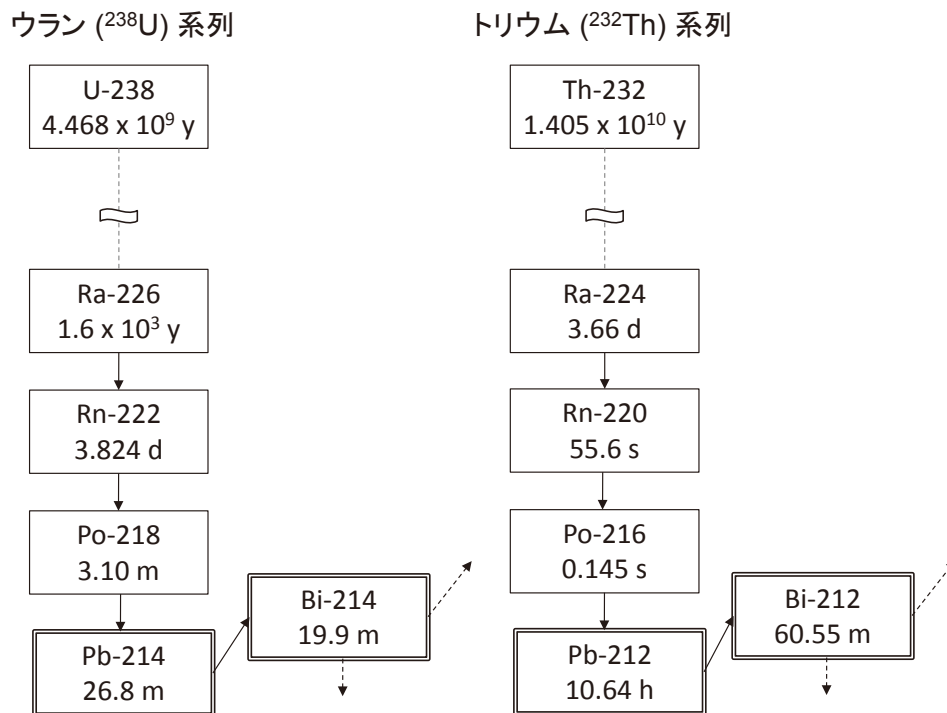 ウラン (²³⁸U) 系列
U-238
4.468 x 10⁹ y
Ra-226
1.6 x 10³ y
Rn-222
3.824 d
Po-218
3.10 m
Pb-214
26.8 m
Bi-214
19.9 m
トリウム (²³²Th) 系列
Th-232
1.405 x 10¹⁰ y
Ra-224
3.66 d
Rn-220
55.6 s
Po-216
0.145 s
Pb-212
10.64 h
Bi-212
60.55 m